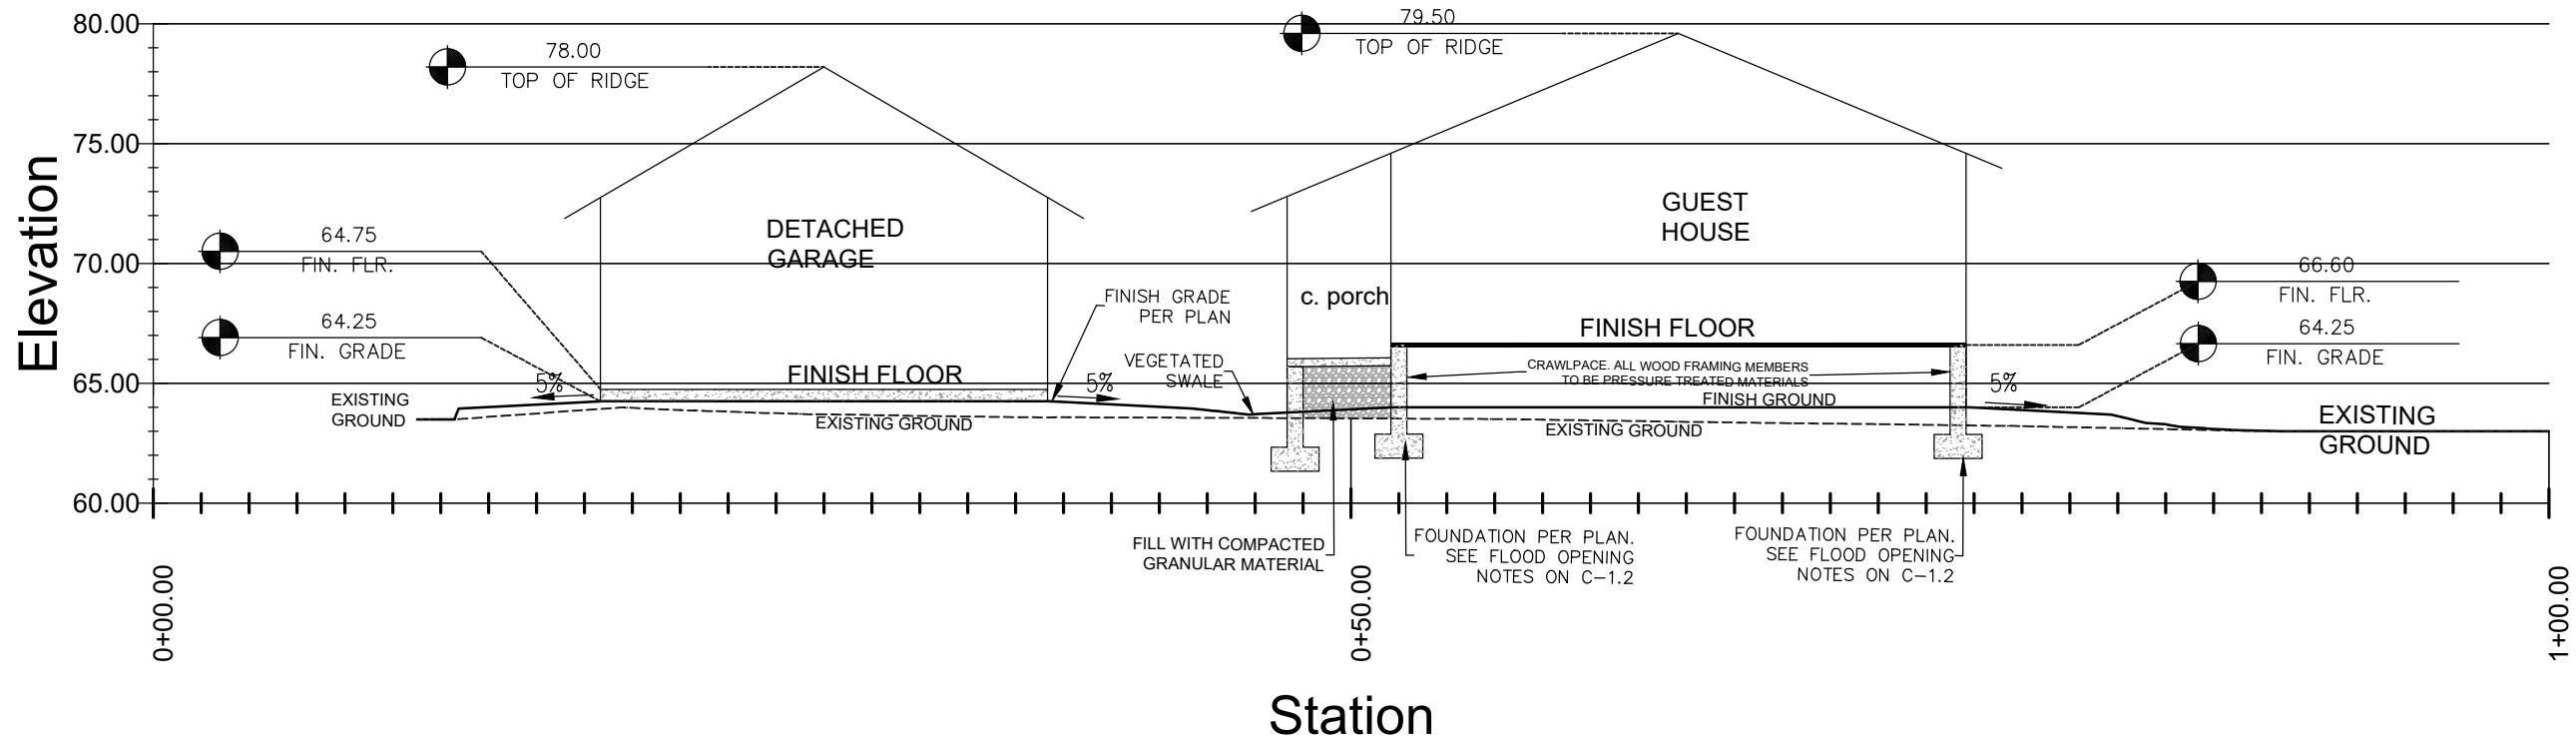 80.00
75.00
70.00
65.00
60.00
Elevation
78.00
TOP OF RIDGE
79.50
TOP OF RIDGE
64.75
FIN. FLR.
64.25
FIN. GRADE
DETACHED
GARAGE
FINISH FLOOR
5%
5%
EXISTING
GROUND
EXISTING GROUND
FINISH GRADE
PER PLAN
VEGETATED
SWALE
c. porch
GUEST
HOUSE
FINISH FLOOR
CRAWLPACE. ALL WOOD FRAMING MEMBERS
TO BE PRESSURE TREATED MATERIALS
FINISH GROUND
EXISTING GROUND
66.60
FIN. FLR.
64.25
FIN. GRADE
5%
EXISTING
GROUND
FILL WITH COMPACTED
GRANULAR MATERIAL
FOUNDATION PER PLAN.
SEE FLOOD OPENING
NOTES ON C-1.2
FOUNDATION PER PLAN.
SEE FLOOD OPENING
NOTES ON C-1.2
0+00.00
0+50.00
1+00.00
Station